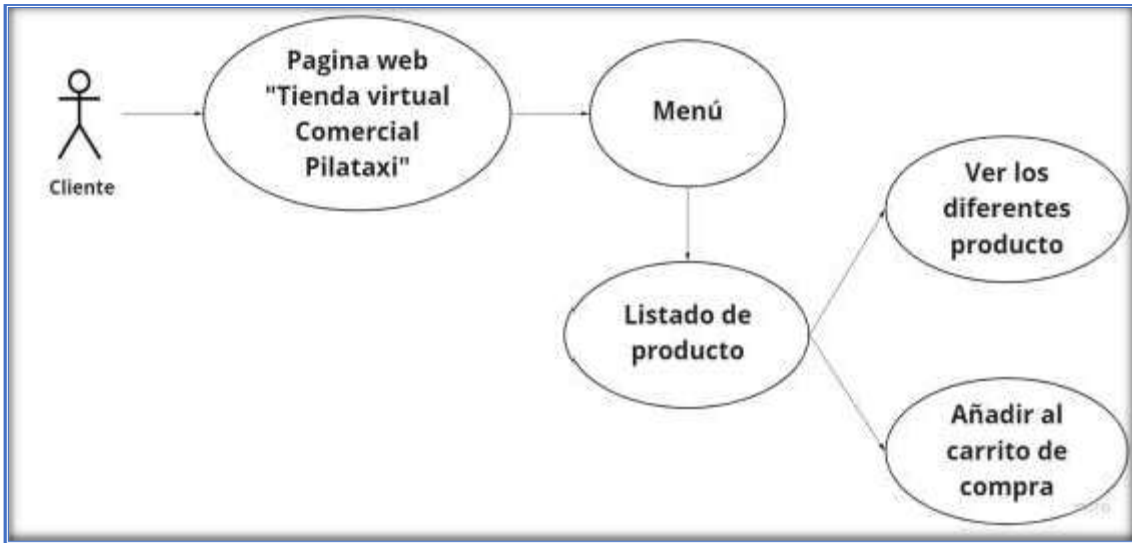 Pagina web
"Tienda virtual
Comercial
Pilataxi"
Menú
Cliente
Ver los
diferentes
producto
Listado de
producto
Añadir al
carrito de
compra